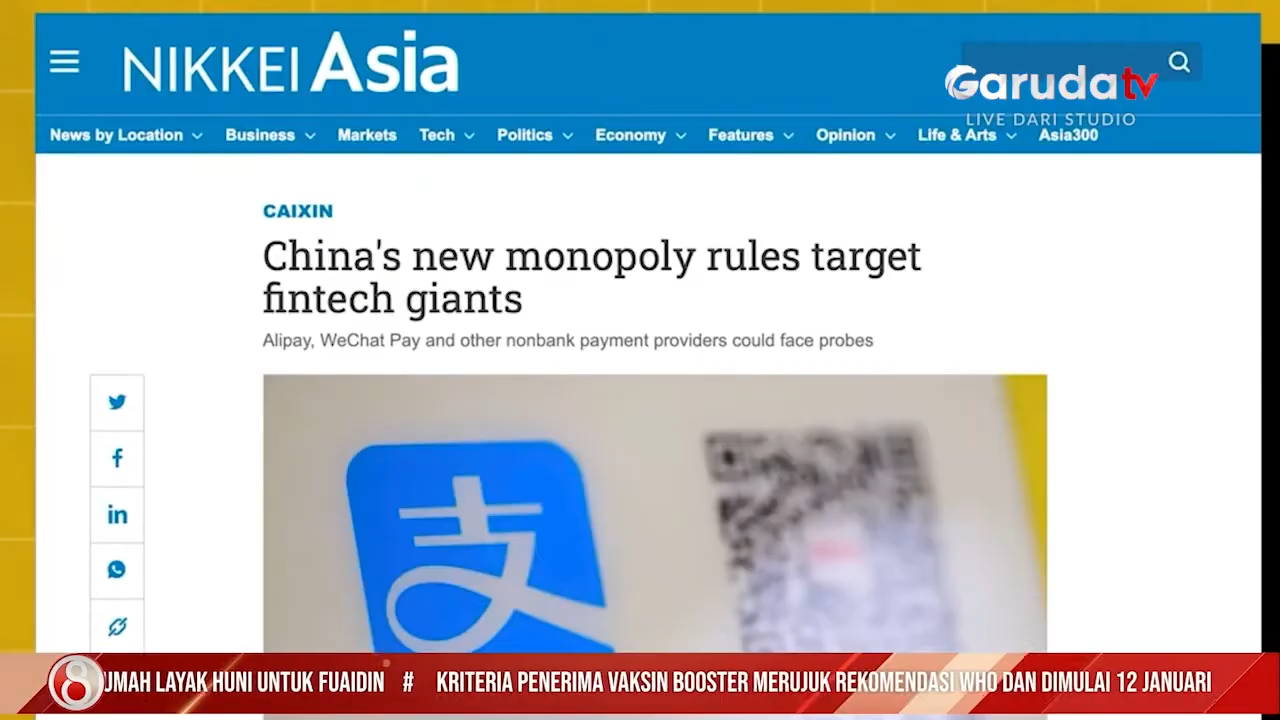 NIKKEI Asia
Garudatv
LIVE DARI STUDIO
News by Location Business Markets Tech Politics Economy Features Opinion Life & Arts Asia300
CAIXIN
China's new monopoly rules target
fintech giants
Alipay, WeChat Pay and other nonbank payment providers could face probes
支
8 UMAH LAYAK HUNI UNTUK FUAIDIN # KRITERIA PENERIMA VAKSIN BOOSTER MERUJUK REKOMENDASI WHO DAN DIMULAI 12 JANUARI